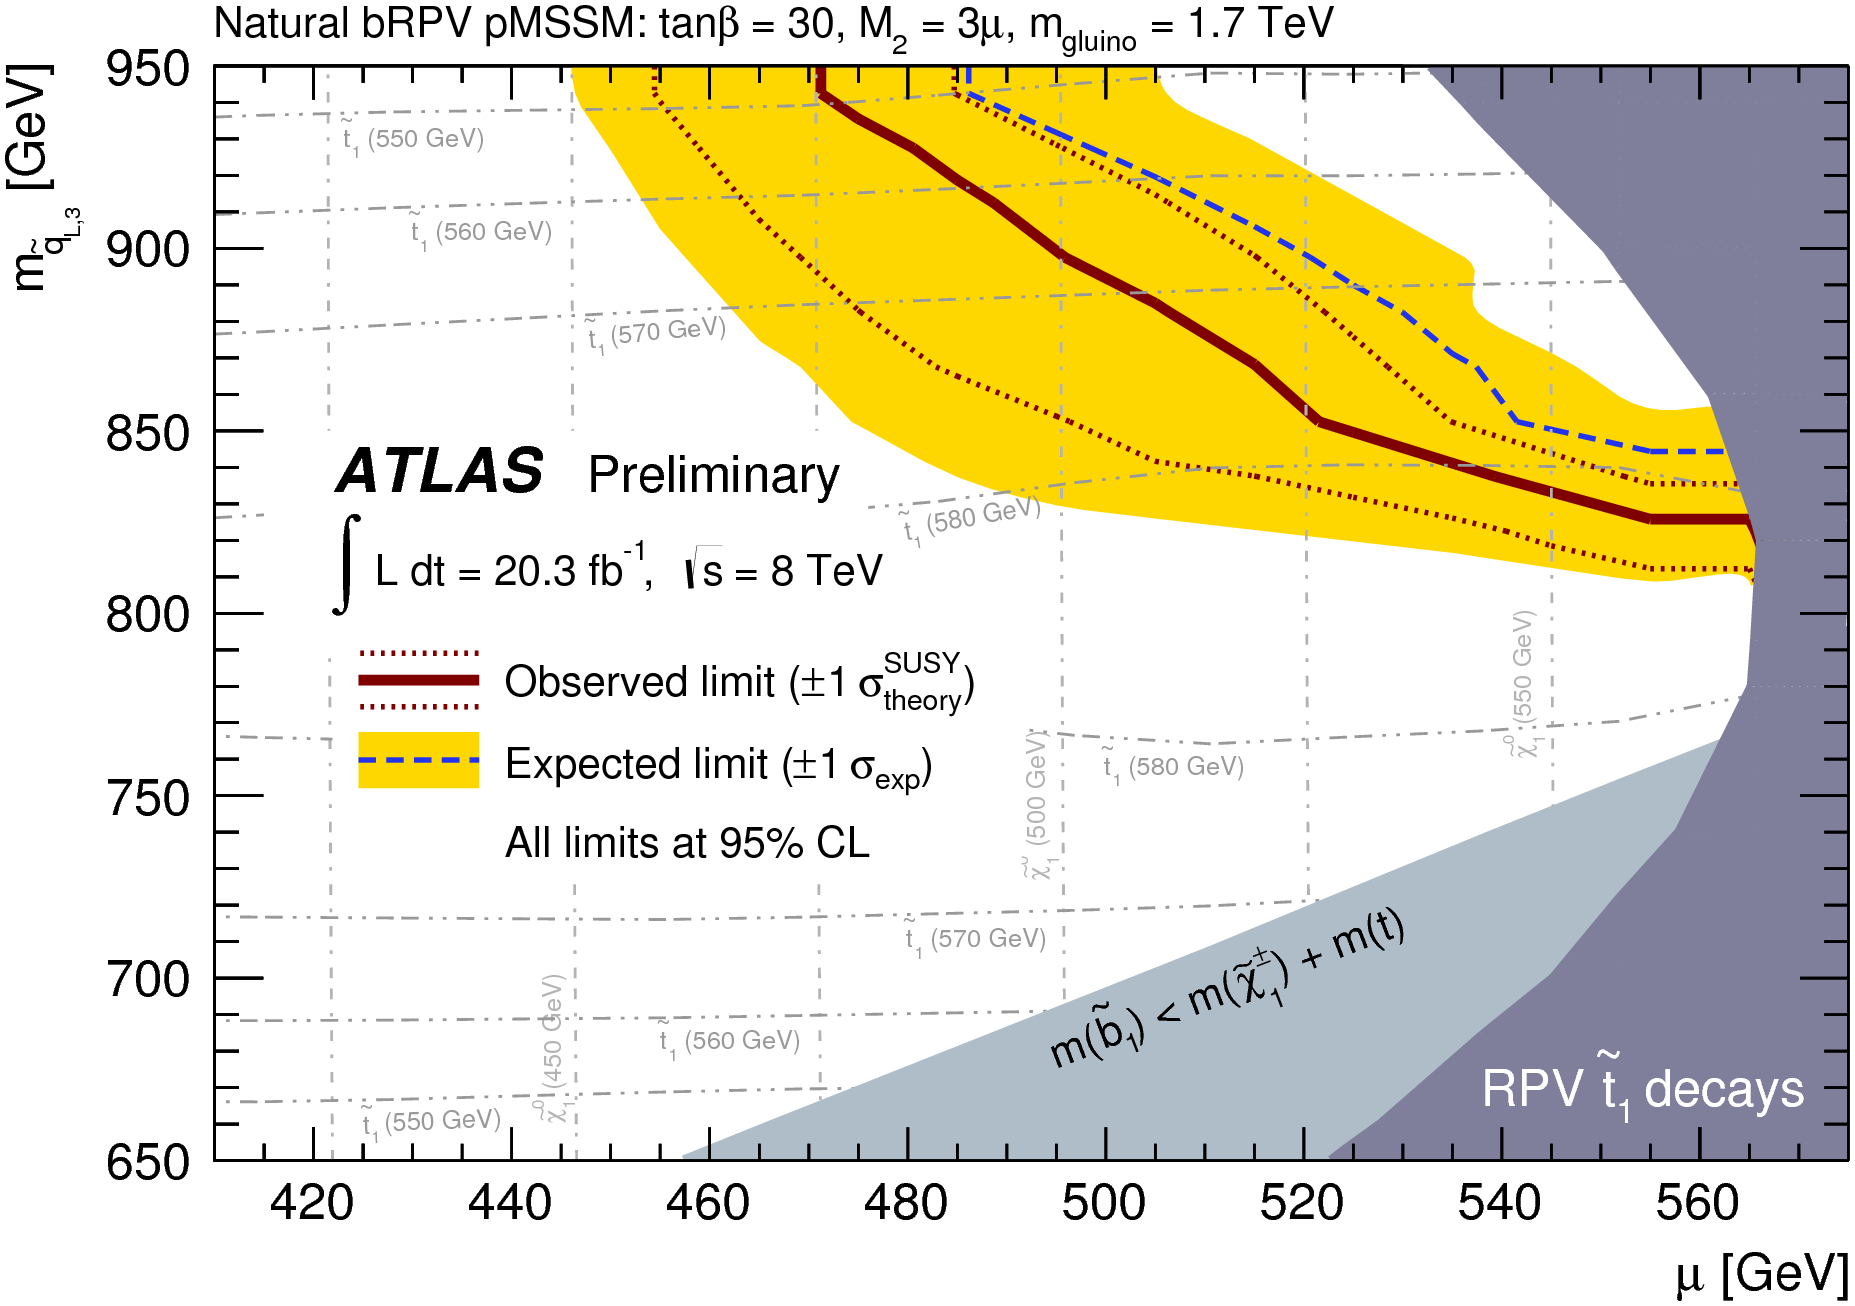 Natural bRPV pMSSM: tanβ = 30, M₂ = 3μ, m_gluino = 1.7 TeV
m_q̃L,3 [GeV]
950
900
850
800
750
700
650
t̃₁ (550 GeV)
t̃₁ (560 GeV)
t̃₁ (570 GeV)
t̃₁ (580 GeV)
ATLAS Preliminary
∫ L dt = 20.3 fb⁻¹, √s = 8 TeV
Observed limit (±1 σ^SUSY_theory)
Expected limit (±1 σ_exp)
All limits at 95% CL
χ̃₁⁰ (550 GeV)
χ̃₁⁰ (500 GeV)
t̃₁ (580 GeV)
t̃₁ (570 GeV)
χ̃₁⁰ (450 GeV)
t̃₁ (560 GeV)
t̃₁ (550 GeV)
m(b̃₁) < m(χ̃₁±) + m(t)
RPV t̃₁ decays
420 440 460 480 500 520 540 560
μ [GeV]